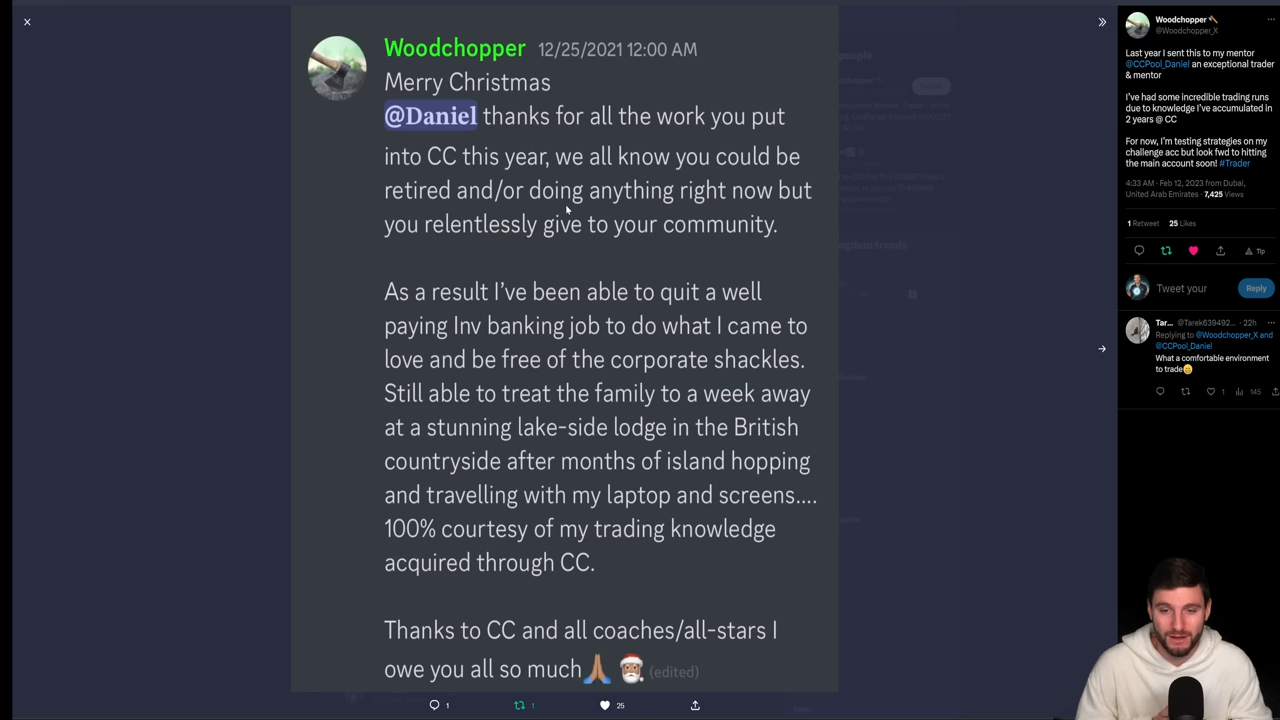 Woodchopper 12/25/2021 12:00 AM
Merry Christmas
@Daniel thanks for all the work you put
into CC this year, we all know you could be
retired and/or doing anything right now but
you relentlessly give to your community.
As a result I've been able to quit a well
paying Inv banking job to do what I came to
love and be free of the corporate shackles.
Still able to treat the family to a week away
at a stunning lake-side lodge in the British
countryside after months of island hopping
and travelling with my laptop and screens....
100% courtesy of my trading knowledge
acquired through CC.
Thanks to CC and all coaches/all-stars I
owe you all so much🙏🏽 🎅🏽 (edited)
1
1
25
Woodchopper 🪓
@Woodchopper_X
Last year I sent this to my mentor
@CCPool_Daniel an exceptional trader
& mentor
I've had some incredible trading runs
due to knowledge I've accumulated in
2 years @ CC
For now, I'm testing strategies on my
challenge acc but look fwd to hitting
the main account soon! #Trader
4:33 AM · Feb 12, 2023 from Dubai,
United Arab Emirates · 7,425 Views
1 Retweet 25 Likes
Tip
Tweet your
Reply
Tar... @Tarek639492... · 22h
Replying to @Woodchopper_X and
@CCPool_Daniel
What a comfortable environment
to trade
1 145